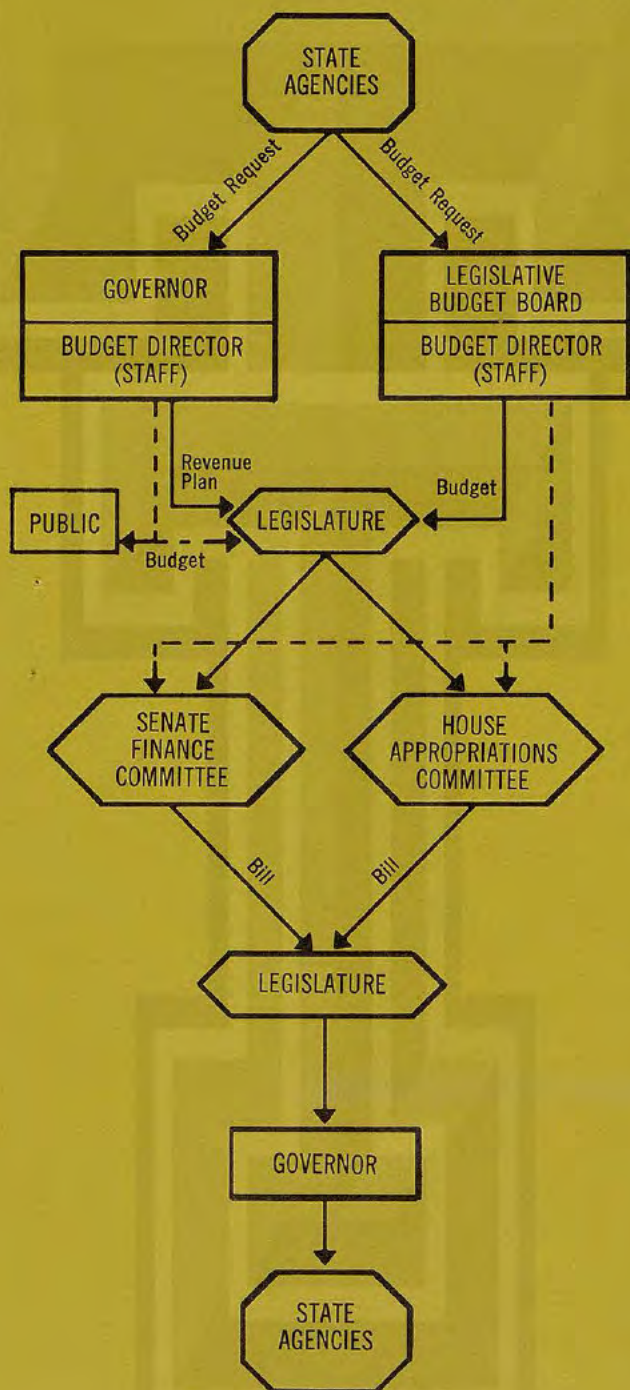 STATE
AGENCIES
Budget Request
Budget Request
GOVERNOR
BUDGET DIRECTOR
(STAFF)
LEGISLATIVE
BUDGET BOARD
BUDGET DIRECTOR
(STAFF)
Revenue
Plan
Budget
PUBLIC
LEGISLATURE
Budget
SENATE
FINANCE
COMMITTEE
HOUSE
APPROPRIATIONS
COMMITTEE
Bill
Bill
LEGISLATURE
GOVERNOR
STATE
AGENCIES